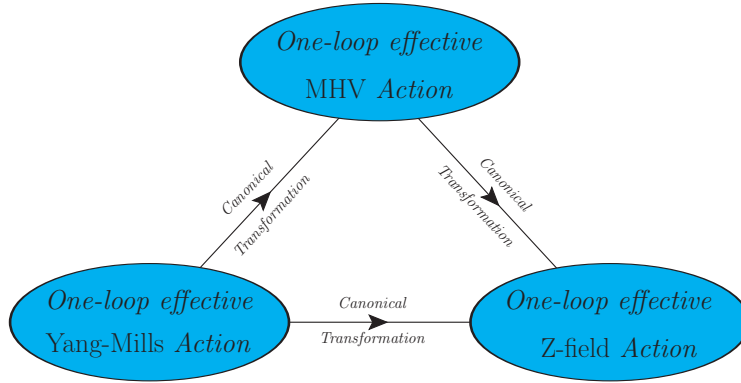 One-loop effective
MHV Action
Canonical
Transformation
Canonical
Transformation
One-loop effective
Yang-Mills Action
Canonical
Transformation
One-loop effective
Z-field Action